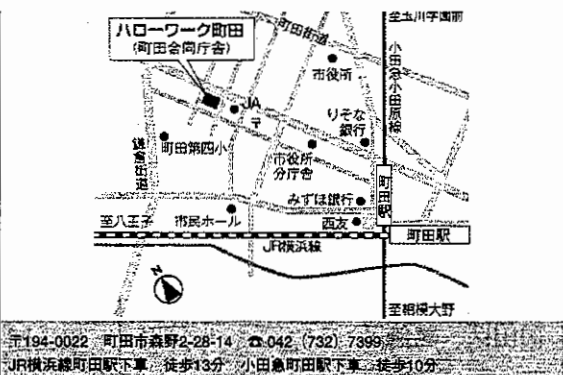 至玉川学園前
ハローワーク町田
(町田合同庁舎)
町田街道
小田急小田原線
市役所
JA
〒
りそな
銀行
鎌倉街道
町田第四小
市役所
分庁舎
みずほ銀行
町田駅
至八王子
市民ホール
西友
町田駅
JR横浜線
N
至相模大野
〒194-0022 町田市森野2-28-14 ☎042 (732) 7399
JR横浜線町田駅下車 徒歩13分 小田急町田駅下車 徒歩10分